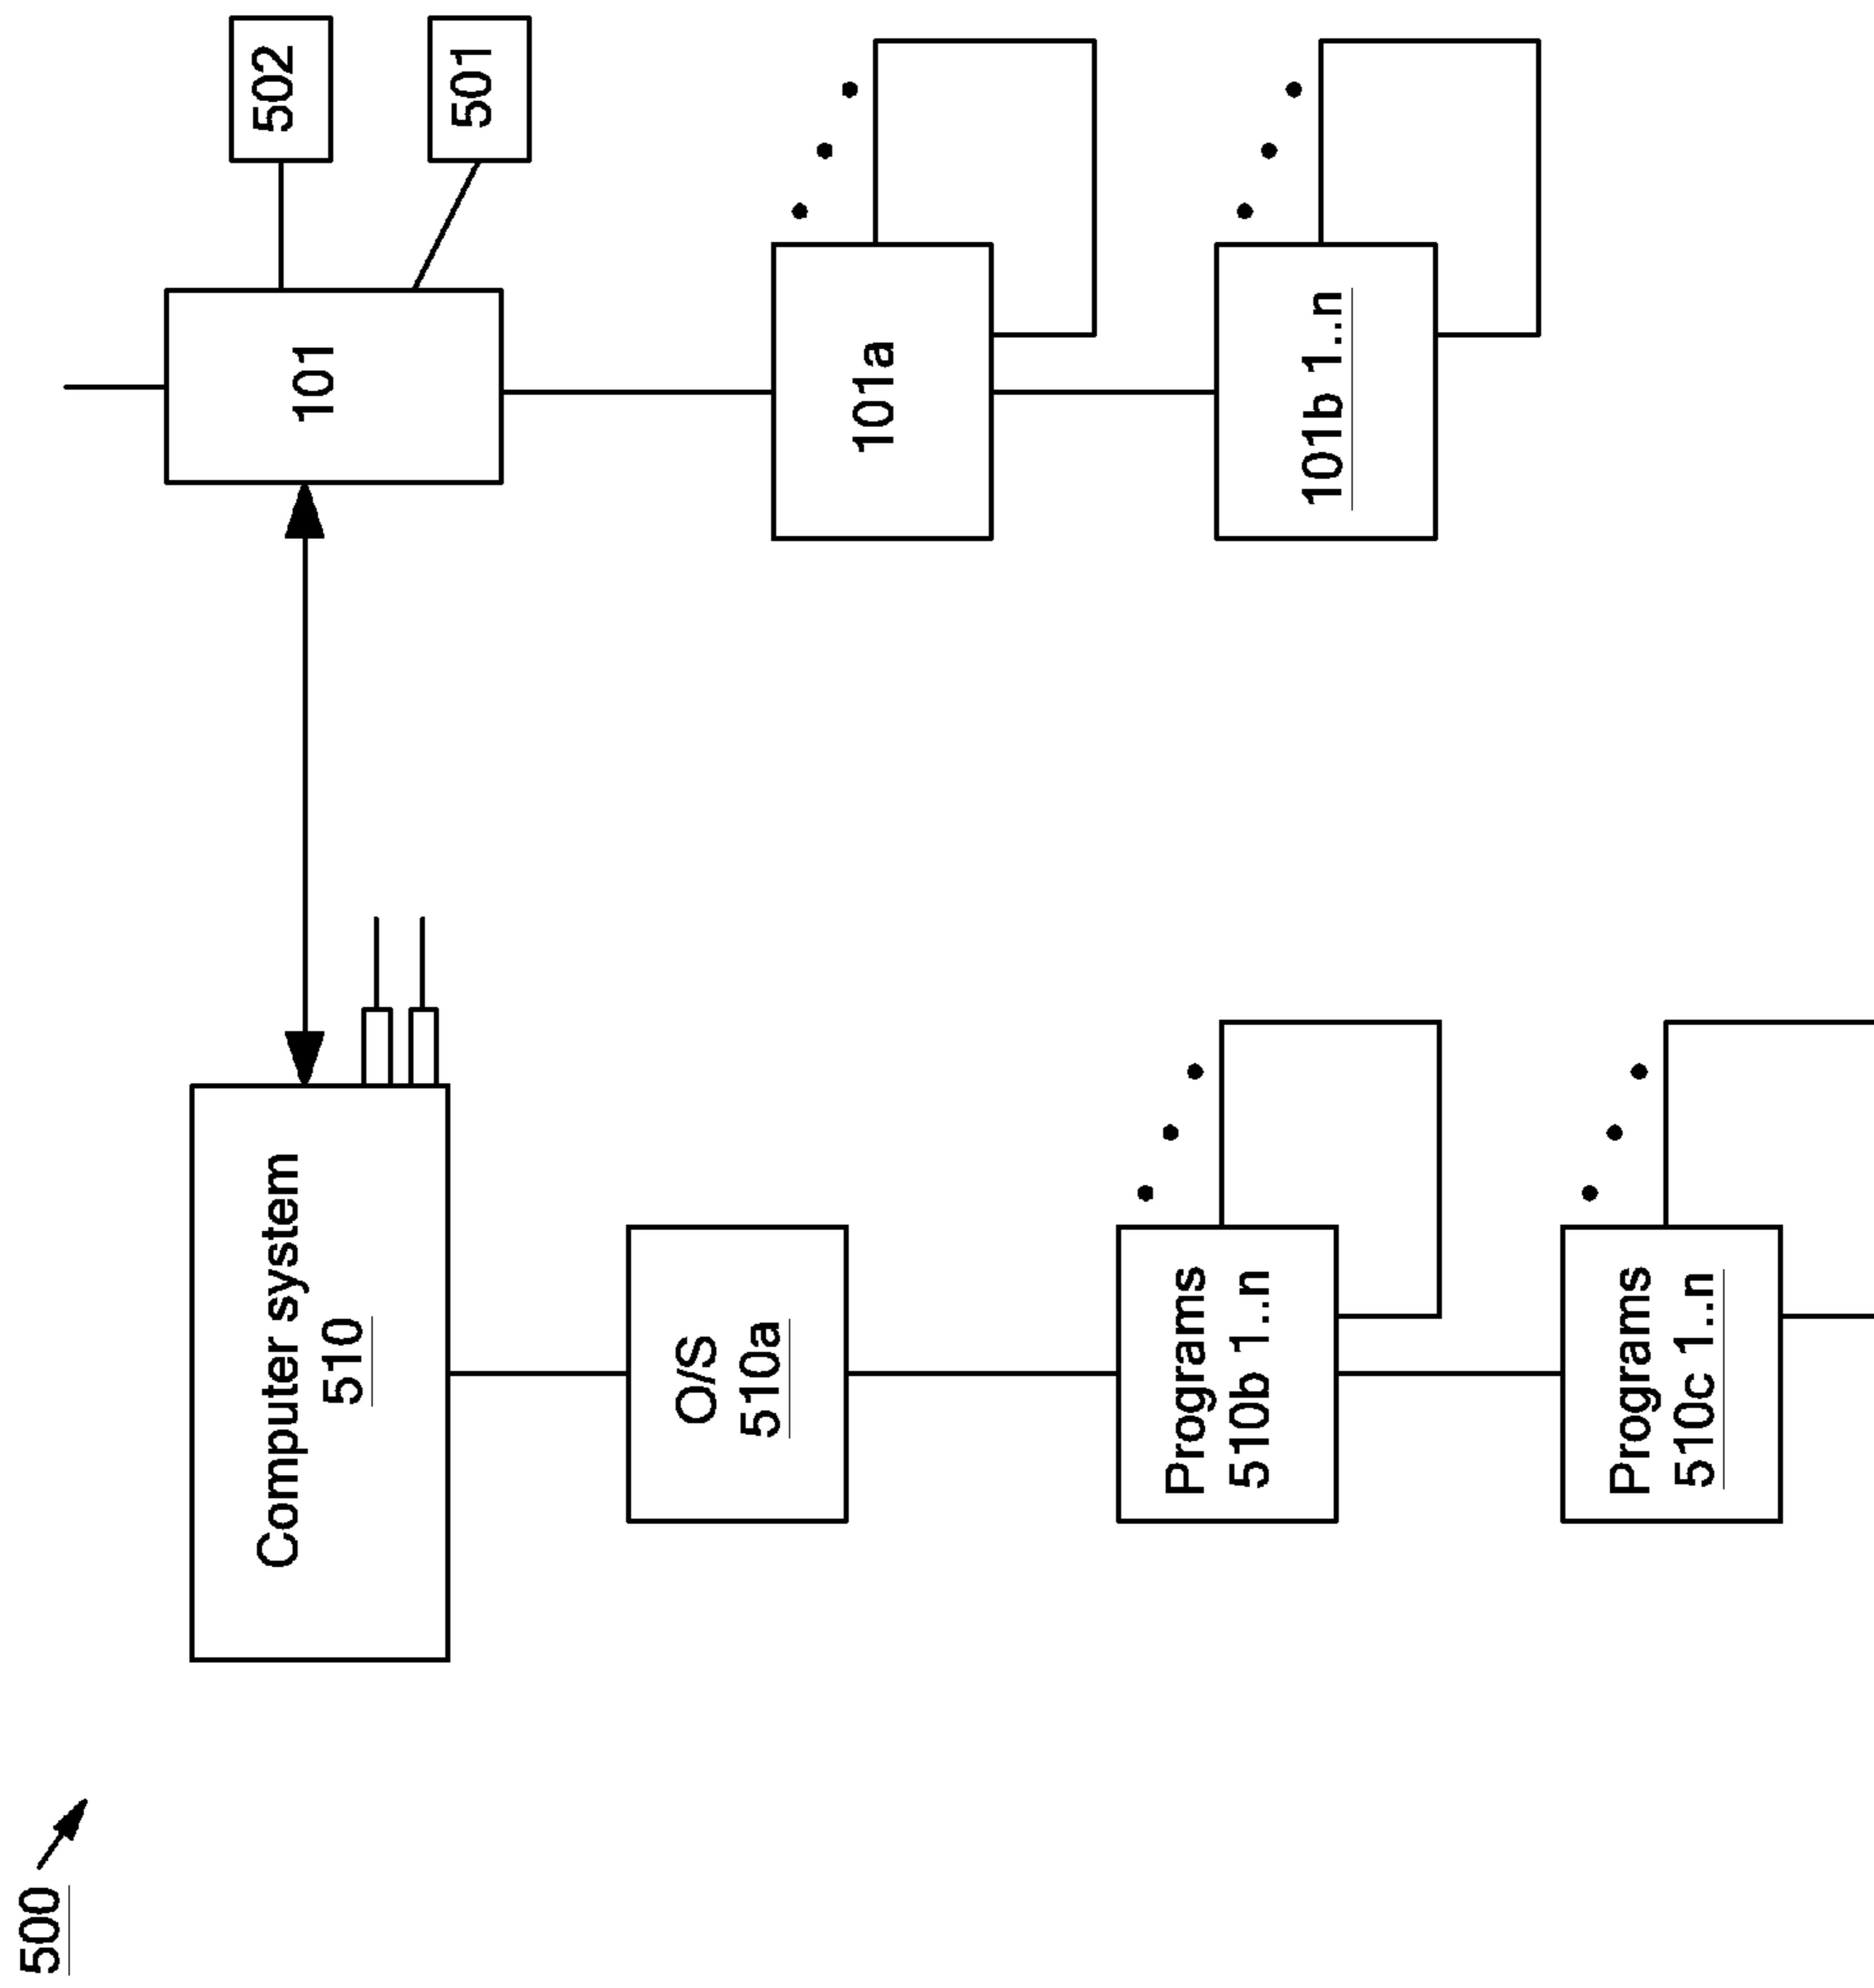 500
Computer system
510
O/S
510a
Programs
510b 1..n
Programs
510c 1..n
101
502
501
101a
101b 1..n